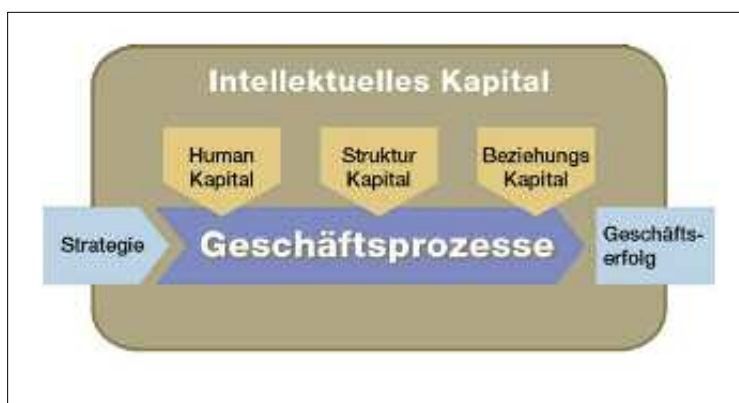 Intellektuelles Kapital
Human
Kapital
Struktur
Kapital
Beziehungs
Kapital
Strategie
Geschäftsprozesse
Geschäfts-
erfolg